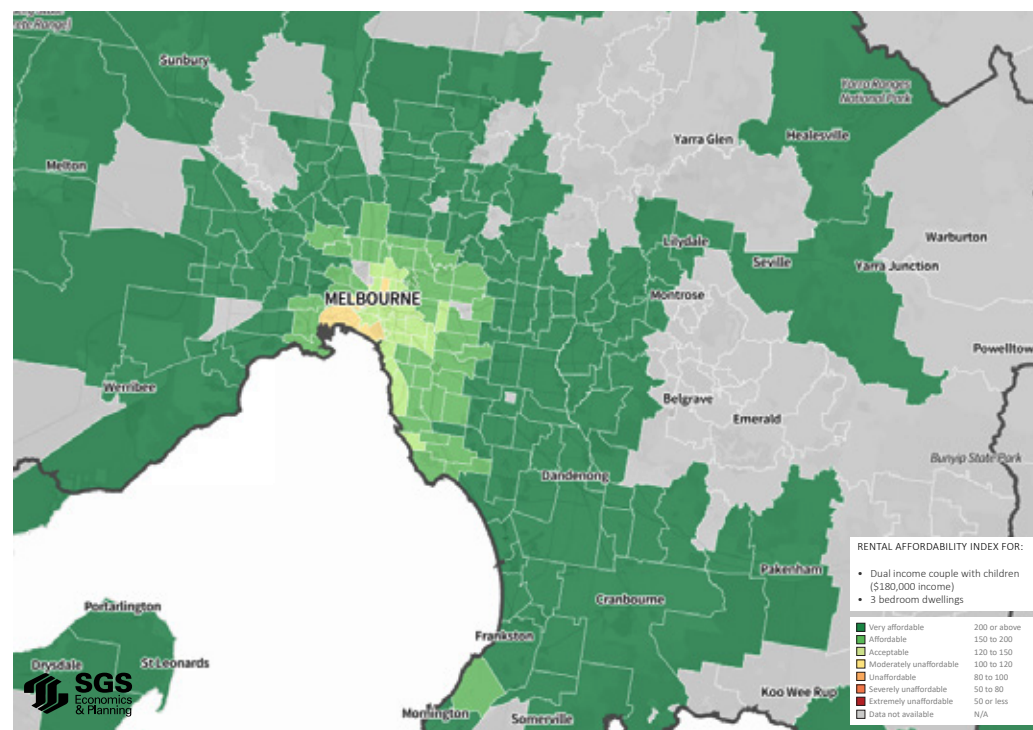 Sunbury
Yarra Ranges
National Park
Healesville
Yarra Glen
Melton
Warburton
Lilydale
Seville
Yarra Junction
MELBOURNE
Montrose
Werribee
Belgrave
Emerald
Bunyip State Park
Dandenong
RENTAL AFFORDABILITY INDEX FOR:
• Dual income couple with children
($180,000 income)
• 3 bedroom dwellings
Pakenham
Cranbourne
Portarlington
Frankston
Very affordable 200 or above
Affordable 150 to 200
Acceptable 120 to 150
Moderately unaffordable 100 to 120
Unaffordable 80 to 100
Severely unaffordable 50 to 80
Extremely unaffordable 50 or less
Data not available N/A
Drysdale
St Leonards
SGS
Economics
& Planning
Koo Wee Rup
Mornington
Somerville